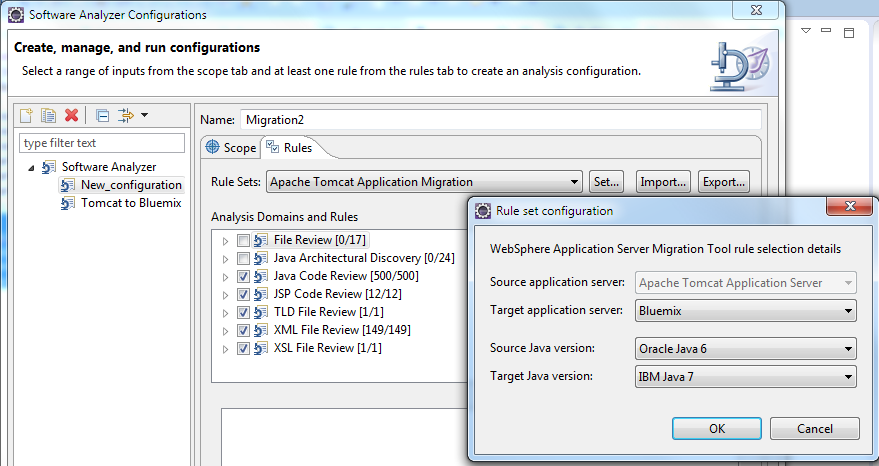 Software Analyzer Configurations
Create, manage, and run configurations
Select a range of inputs from the scope tab and at least one rule from the rules tab to create an analysis configuration.
type filter text
Software Analyzer
New_configuration
Tomcat to Bluemix
Name: Migration2
Scope Rules
Rule Sets: Apache Tomcat Application Migration Set... Import... Export...
Analysis Domains and Rules
File Review [0/17]
Java Architectural Discovery [0/24]
Java Code Review [500/500]
JSP Code Review [12/12]
TLD File Review [1/1]
XML File Review [149/149]
XSL File Review [1/1]
Rule set configuration
WebSphere Application Server Migration Tool rule selection details
Source application server: Apache Tomcat Application Server
Target application server: Bluemix
Source Java version: Oracle Java 6
Target Java version: IBM Java 7
OK Cancel